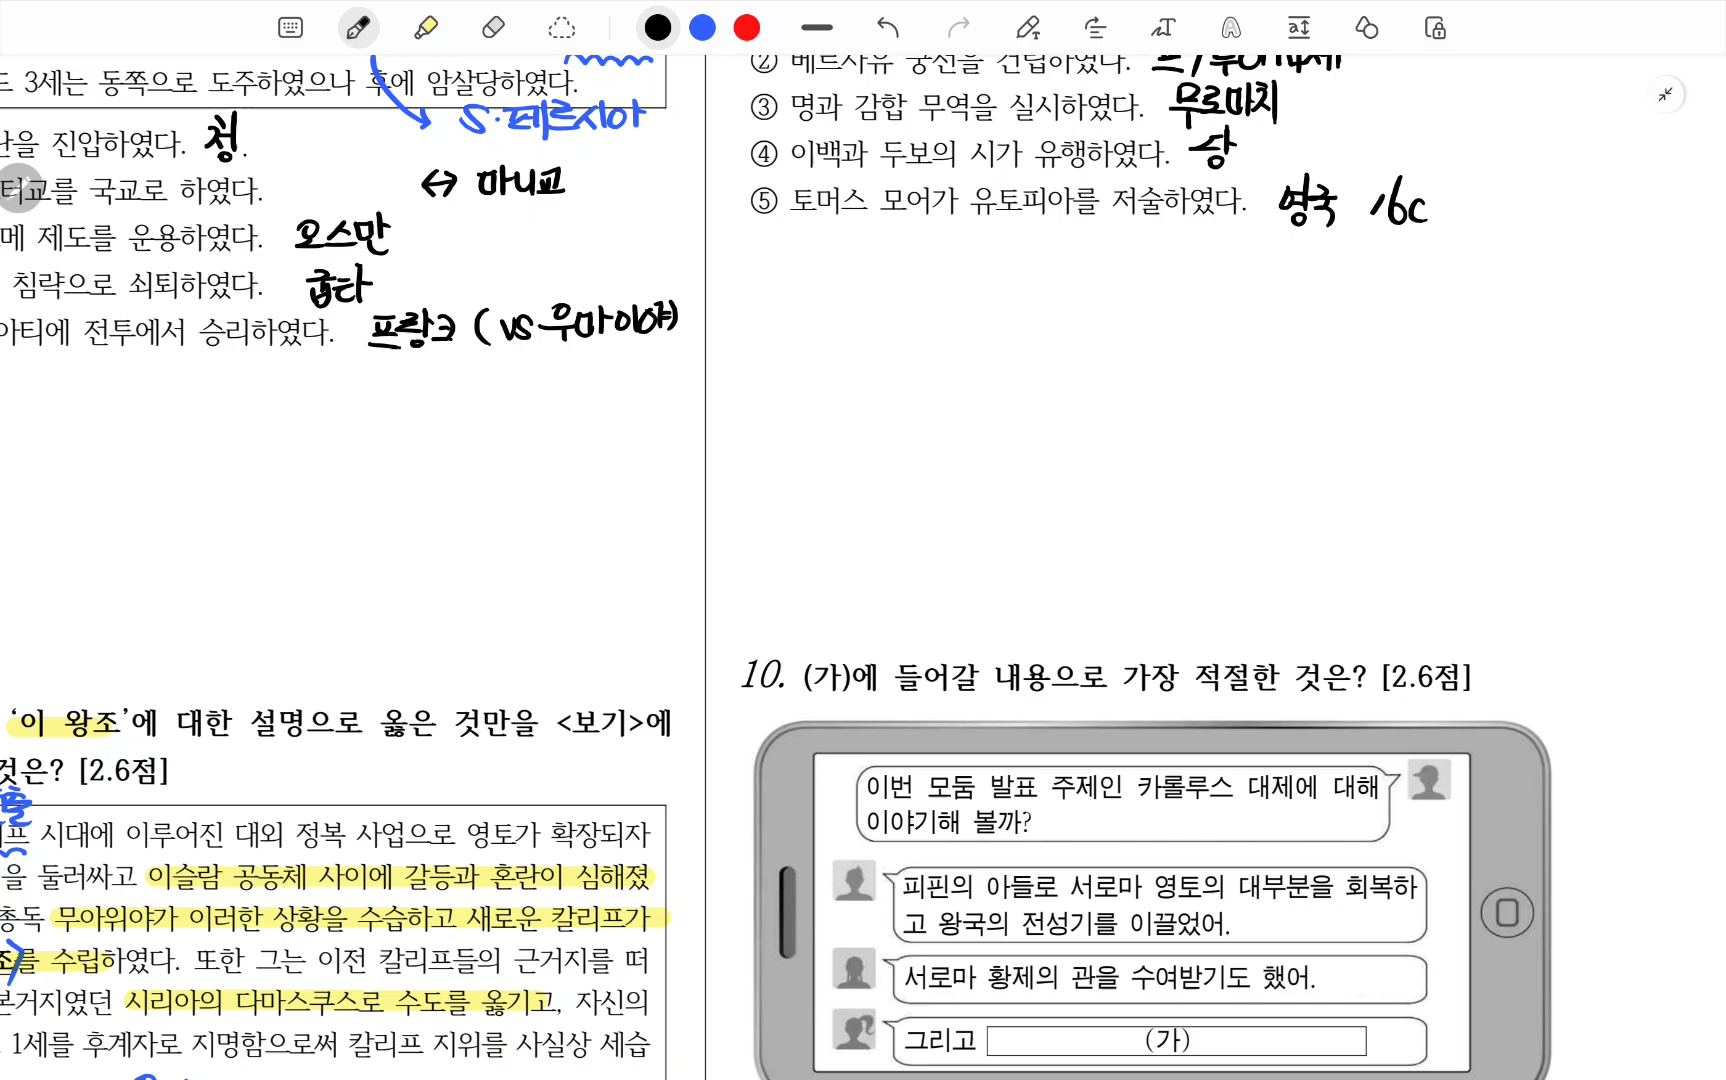 3세는 동쪽으로 도주하였으나 후에 암살당하였다.
S.페르시아
란을 진압하였다. 청.
터교를 국교로 하였다. ↔ 마니교
메 제도를 운용하였다. 오스만
침략으로 쇠퇴하였다. 굽타
아티에 전투에서 승리하였다. 프랑크 (vs 우마이야)
‘이 왕조’에 대한 설명으로 옳은 것만을 <보기>에
것은? [2.6점]
시대에 이루어진 대외 정복 사업으로 영토가 확장되자
을 둘러싸고 이슬람 공동체 사이에 갈등과 혼란이 심해졌
총독 무아위야가 이러한 상황을 수습하고 새로운 칼리프가
조를 수립하였다. 또한 그는 이전 칼리프들의 근거지를 떠
본거지였던 시리아의 다마스쿠스로 수도를 옮기고, 자신의
1세를 후계자로 지명함으로써 칼리프 지위를 사실상 세습
② 베르사유 궁전을 건립하였다.
③ 명과 감합 무역을 실시하였다. 무로마치
④ 이백과 두보의 시가 유행하였다.
⑤ 토머스 모어가 유토피아를 저술하였다. 영국 16c
10. (가)에 들어갈 내용으로 가장 적절한 것은? [2.6점]
이번 모둠 발표 주제인 카롤루스 대제에 대해
이야기해 볼까?
피핀의 아들로 서로마 영토의 대부분을 회복하
고 왕국의 전성기를 이끌었어.
서로마 황제의 관을 수여받기도 했어.
그리고 (가)